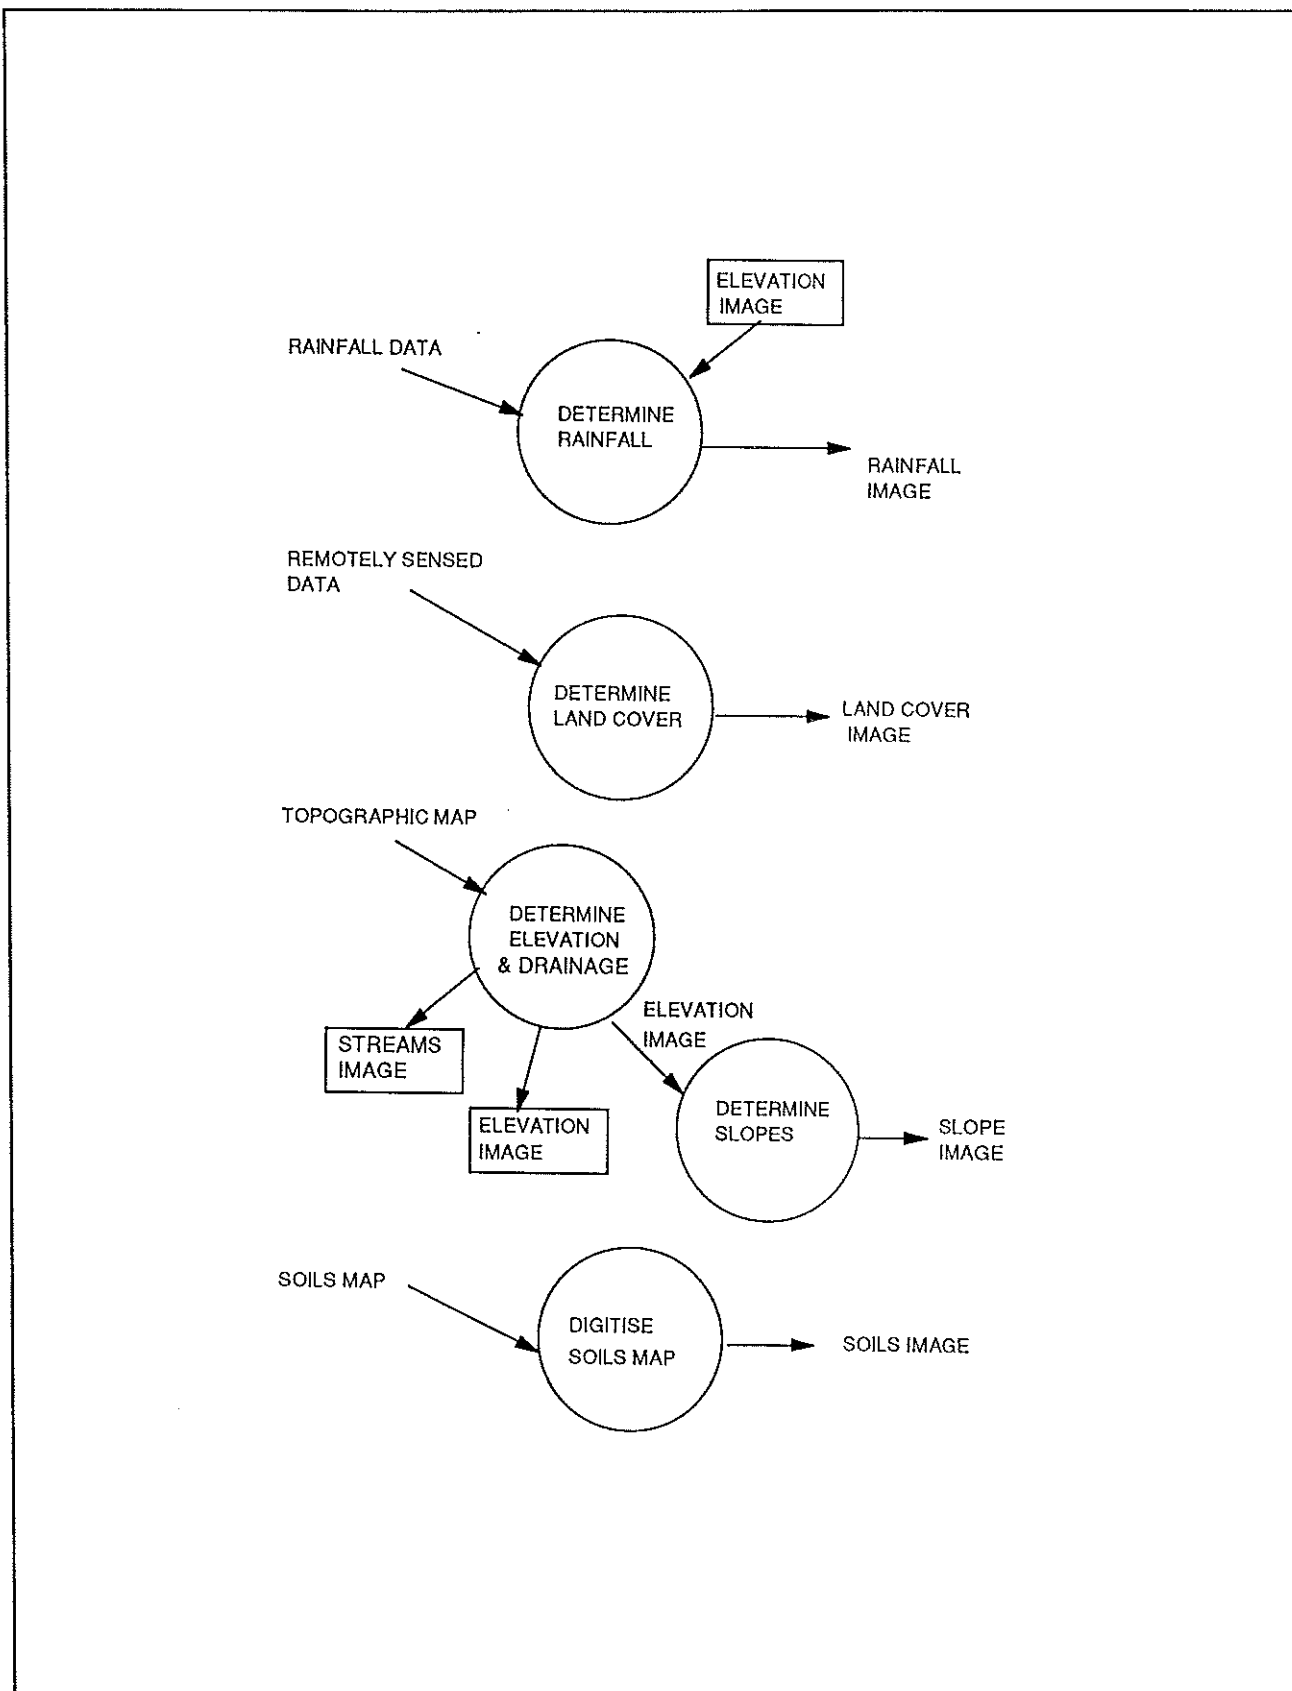 ELEVATION
IMAGE
RAINFALL DATA
DETERMINE
RAINFALL
RAINFALL
IMAGE
REMOTELY SENSED
DATA
DETERMINE
LAND COVER
LAND COVER
IMAGE
TOPOGRAPHIC MAP
DETERMINE
ELEVATION
& DRAINAGE
STREAMS
IMAGE
ELEVATION
IMAGE
ELEVATION
IMAGE
DETERMINE
SLOPES
SLOPE
IMAGE
SOILS MAP
DIGITISE
SOILS MAP
SOILS IMAGE